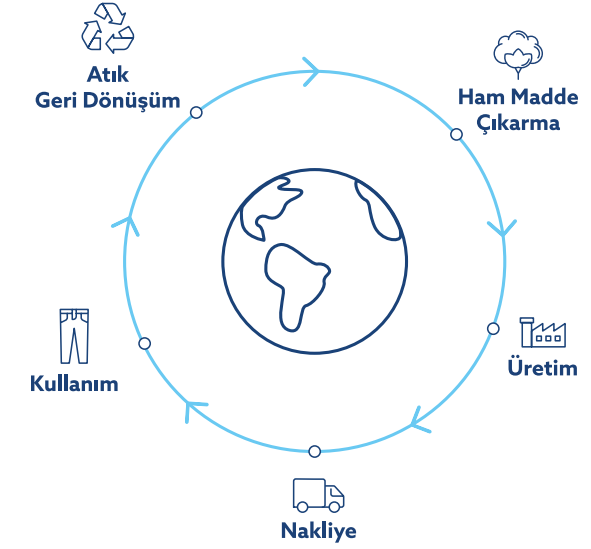 Atık
Geri Dönüşüm
Ham Madde
Çıkarma
Üretim
Nakliye
Kullanım